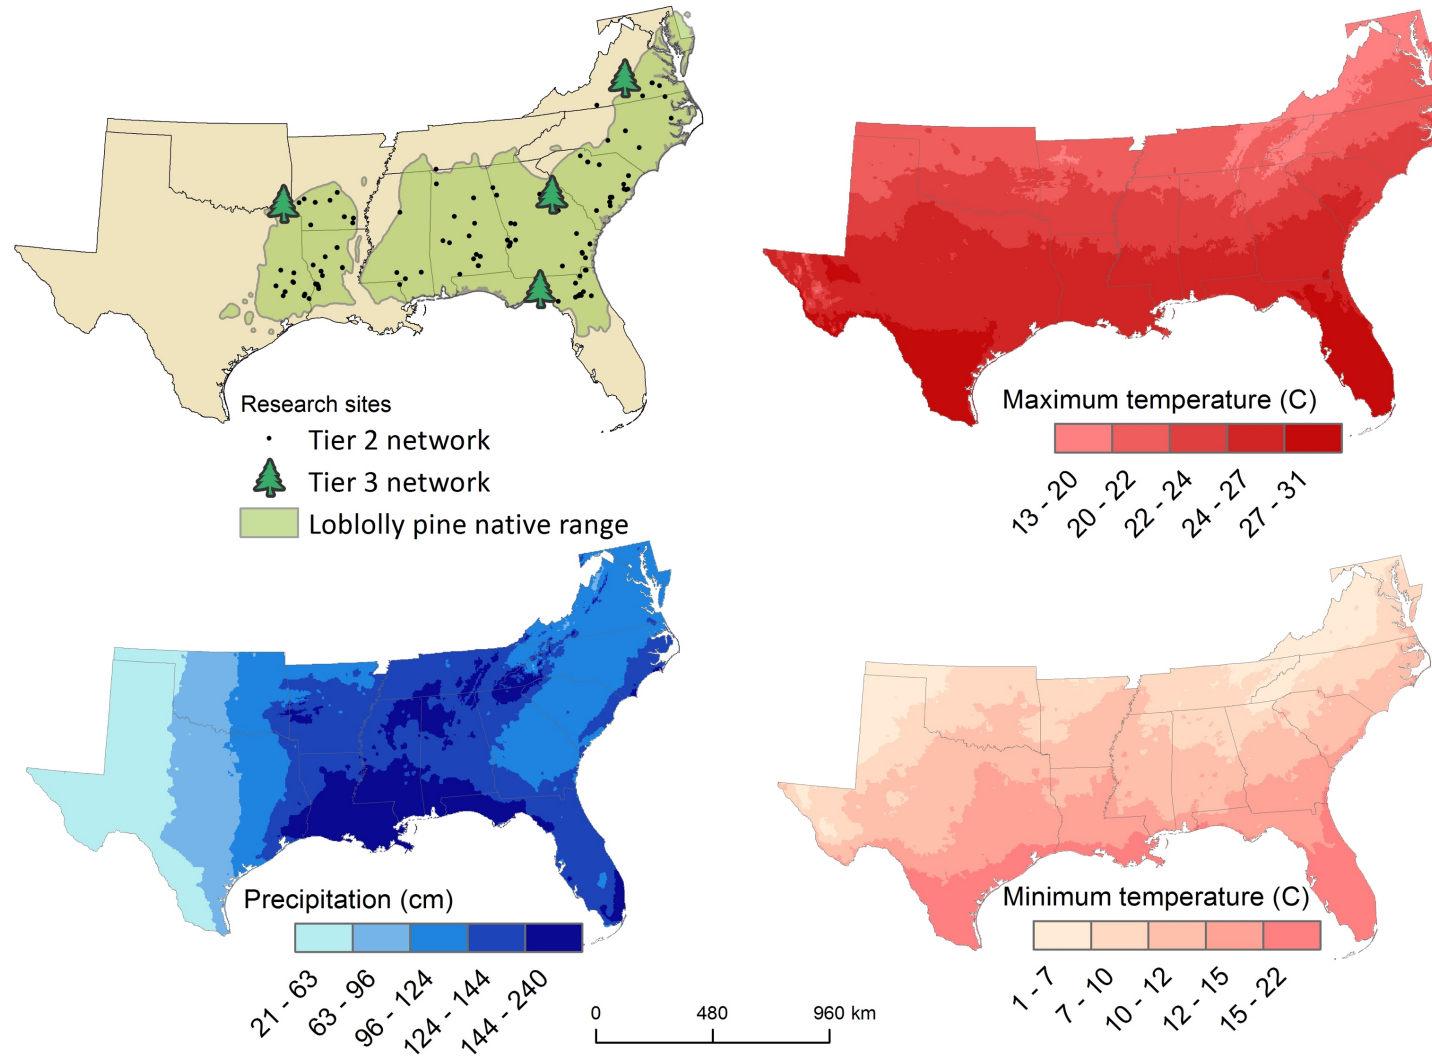 Research sites
Tier 2 network
Tier 3 network
Loblolly pine native range
Maximum temperature (C)
13 - 20
20 - 22
22 - 24
24 - 27
27 - 31
Precipitation (cm)
21 - 63
63 - 96
96 - 124
124 - 144
144 - 240
0 480 960 km
Minimum temperature (C)
1 - 7
7 - 10
10 - 12
12 - 15
15 - 22